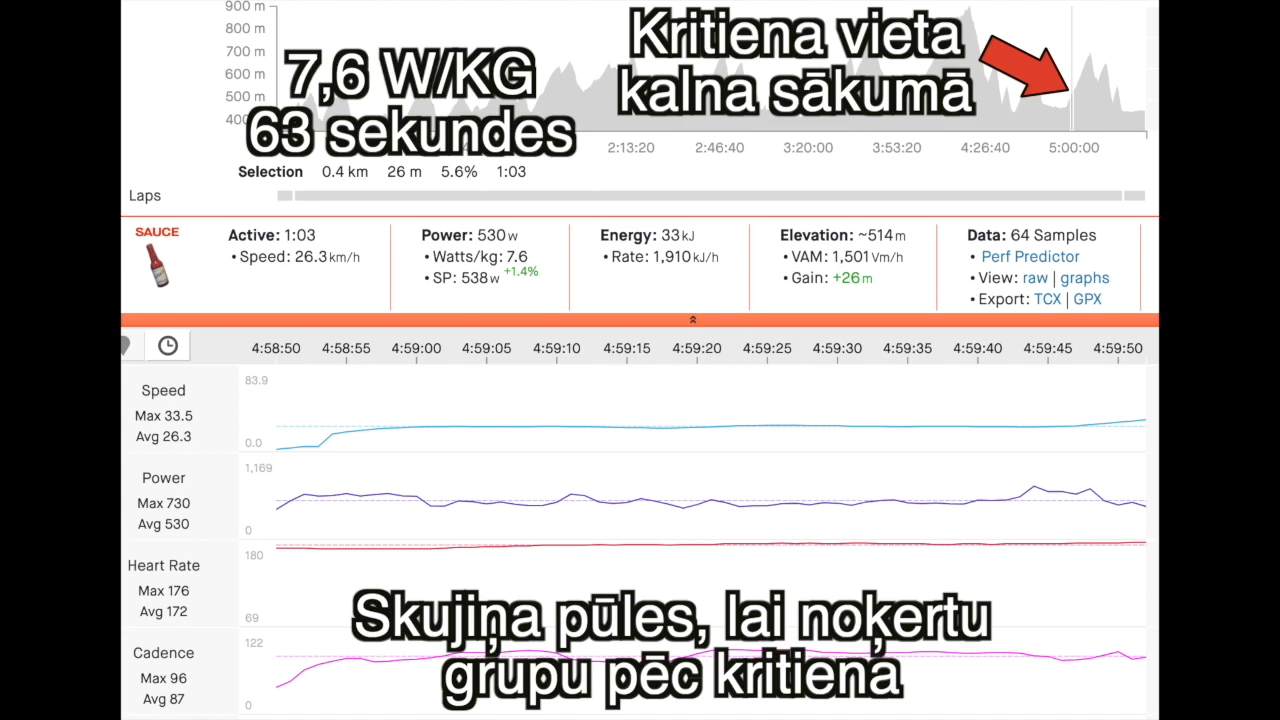 900 m
800 m
700 m
600 m
500 m
7,6 W/KG
63 sekundes
Kritiena vieta
kalna sākumā
2:13:20 2:46:40 3:20:00 3:53:20 4:26:40 5:00:00
Selection 0.4 km 26 m 5.6% 1:03
Laps
SAUCE
Active: 1:03
• Speed: 26.3 km/h
Power: 530 w
• Watts/kg: 7.6
• SP: 538 w +1.4%
Energy: 33 kJ
• Rate: 1,910 kJ/h
Elevation: ~514 m
• VAM: 1,501 Vm/h
• Gain: +26 m
Data: 64 Samples
• Perf Predictor
• View: raw | graphs
• Export: TCX | GPX
4:58:50 4:58:55 4:59:00 4:59:05 4:59:10 4:59:15 4:59:20 4:59:25 4:59:30 4:59:35 4:59:40 4:59:45 4:59:50
Speed
Max 33.5
Avg 26.3
83.9
0.0
Power
Max 730
Avg 530
1,169
0
Heart Rate
Max 176
Avg 172
180
69
Cadence
Max 96
Avg 87
122
0
Skujiņa pūles, lai noķertu
grupu pēc kritiena